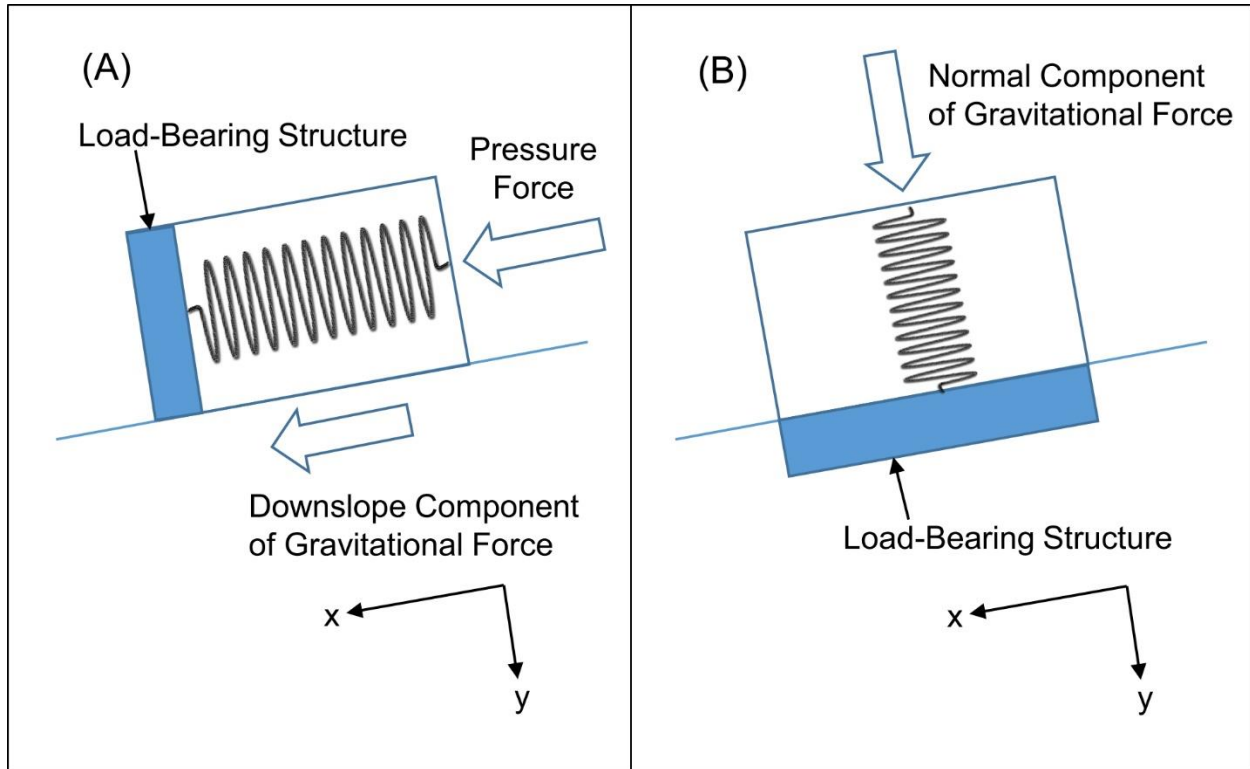 (A)
Load-Bearing Structure
Pressure
Force
Downslope Component
of Gravitational Force
x
y
(B)
Normal Component
of Gravitational Force
Load-Bearing Structure
x
y